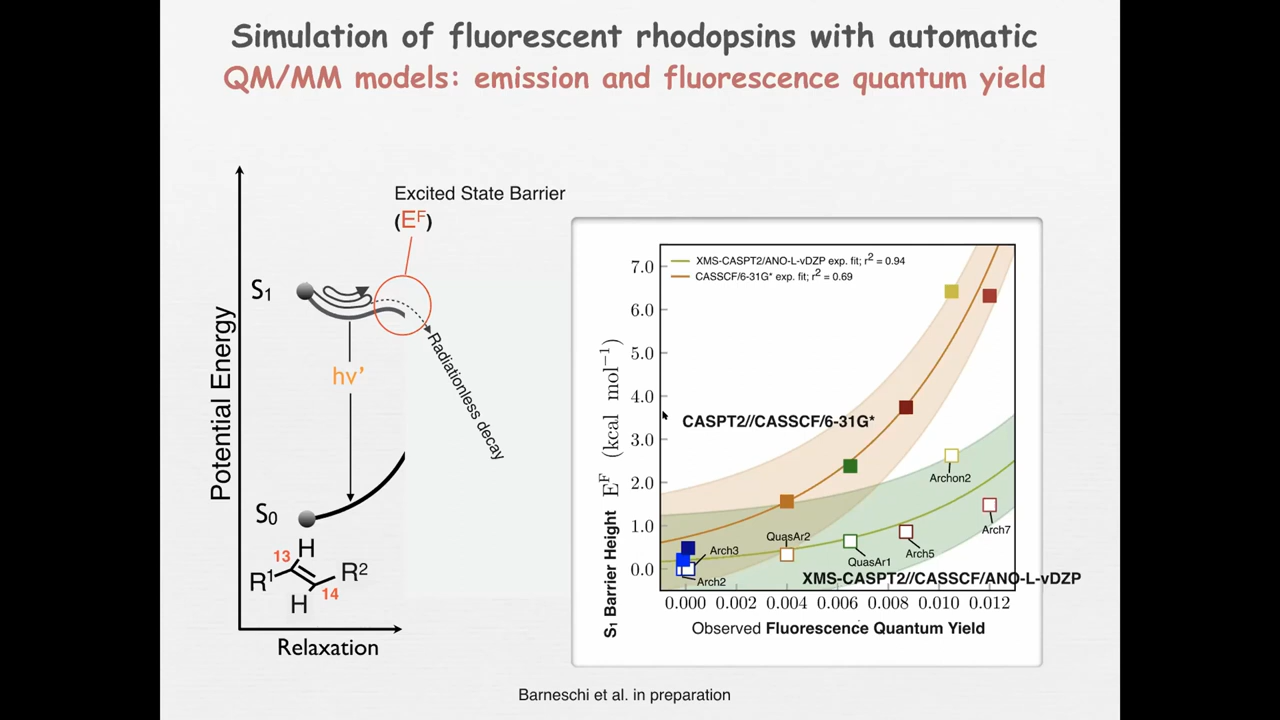 Simulation of fluorescent rhodopsins with automatic
QM/MM models: emission and fluorescence quantum yield
Excited State Barrier
(Eᶠ)
S₁
hν’
Radiationless decay
S₀
Potential Energy
13
H
R¹
R²
H
14
Relaxation
XMS-CASPT2/ANO-L-vDZP exp. fit; r² = 0.94
CASSCF/6-31G* exp. fit; r² = 0.69
7.0
6.0
5.0
4.0
3.0
2.0
1.0
0.0
S₁ Barrier Height Eᶠ (kcal mol⁻¹)
CASPT2//CASSCF/6-31G*
Archon2
QuasAr2
Arch7
Arch3
Arch5
QuasAr1
Arch2
XMS-CASPT2//CASSCF/ANO-L-vDZP
0.000 0.002 0.004 0.006 0.008 0.010 0.012
Observed Fluorescence Quantum Yield
Barneschi et al. in preparation